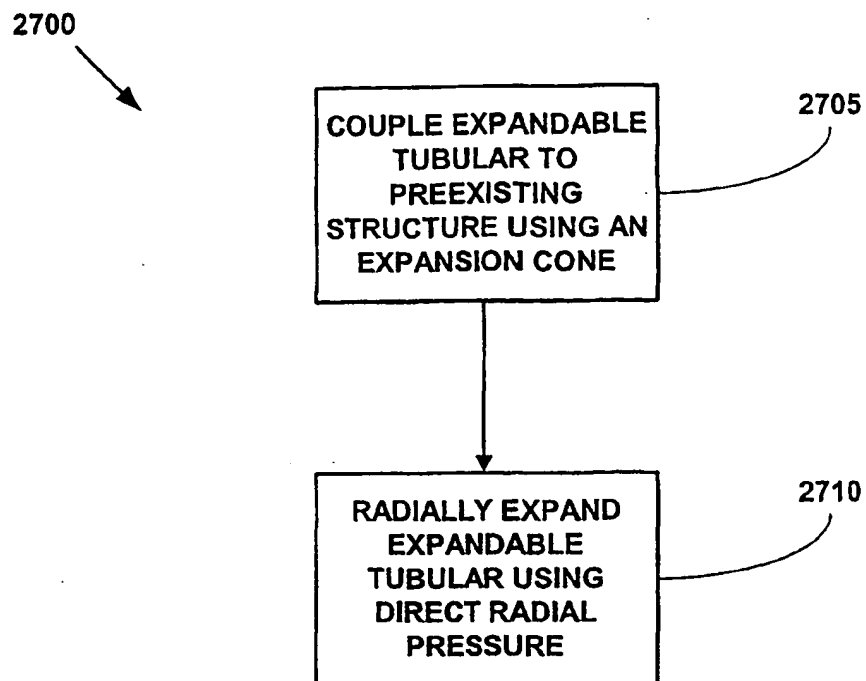 2700
COUPLE EXPANDABLE
TUBULAR TO
PREEXISTING
STRUCTURE USING AN
EXPANSION CONE
2705
RADIALLY EXPAND
EXPANDABLE
TUBULAR USING
DIRECT RADIAL
PRESSURE
2710